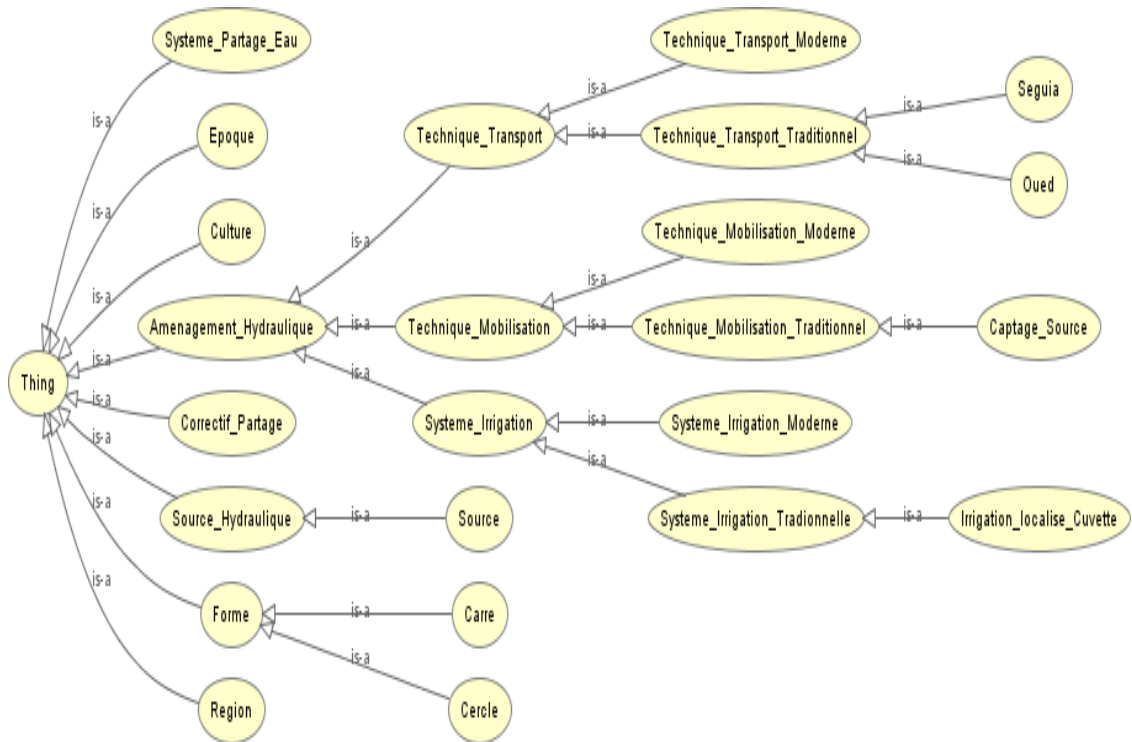 Systeme_Partage_Eau
Technique_Transport_Moderne
is-a
Seguia
is-a
is-a
Epoque
Technique_Transport
is-a
Technique_Transport_Traditionnel
is-a
Oued
is-a
Culture
is-a
Technique_Mobilisation_Moderne
is-a
is-a
Amenagement_Hydraulique
is-a
Technique_Mobilisation
is-a
Technique_Mobilisation_Traditionnel
is-a
Captage_Source
is-a
Thing
is-a
is-a
Correctif_Partage
Systeme_Irrigation
is-a
Systeme_Irrigation_Moderne
is-a
is-a
Source_Hydraulique
is-a
Source
Systeme_Irrigation_Tradionnelle
is-a
Irrigation_localise_Cuvette
is-a
is-a
Forme
is-a
Carre
is-a
Region
Cercle